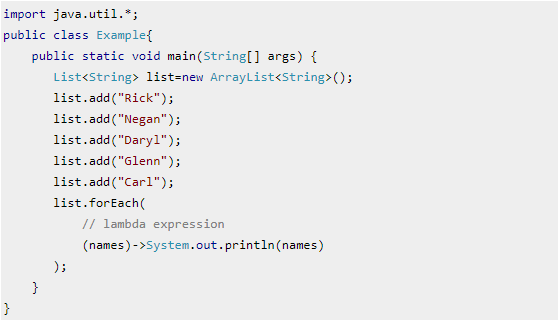 import java.util.*;
public class Example{
    public static void main(String[] args) {
       List<String> list=new ArrayList<String>();
       list.add("Rick");
       list.add("Negan");
       list.add("Daryl");
       list.add("Glenn");
       list.add("Carl");
       list.forEach(
           // lambda expression
           (names)->System.out.println(names)
       );
    }
}